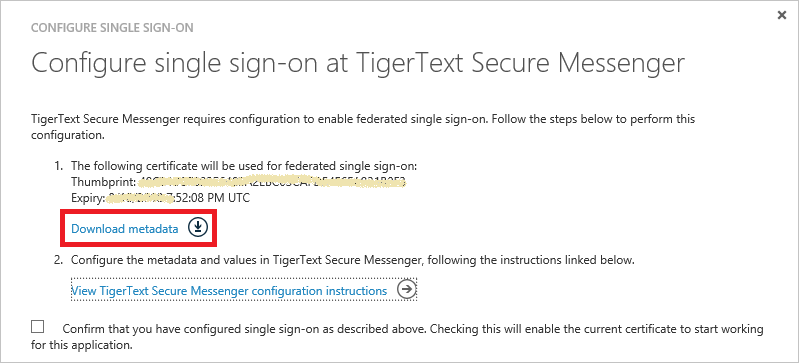 CONFIGURE SINGLE SIGN-ON
Configure single sign-on at TigerText Secure Messenger
TigerText Secure Messenger requires configuration to enable federated single sign-on. Follow the steps below to perform this
configuration.
1. The following certificate will be used for federated single sign-on:
Thumbprint:
Expiry: :52:08 PM UTC
Download metadata
2. Configure the metadata and values in TigerText Secure Messenger, following the instructions linked below.
View TigerText Secure Messenger configuration instructions
Confirm that you have configured single sign-on as described above. Checking this will enable the current certificate to start working
for this application.